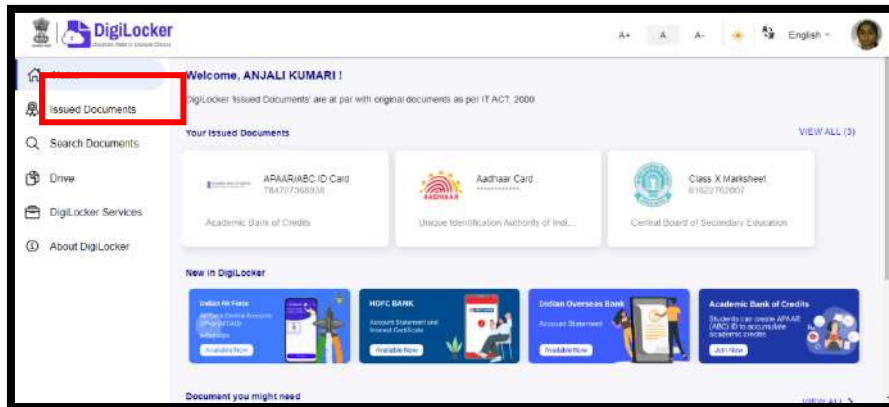 DigiLocker
A+ A A- English
Welcome, ANJALI KUMARI !
DigiLocker 'Issued Documents' are at par with original documents as per IT ACT, 2000
Issued Documents
Search Documents
Drive
DigiLocker Services
About DigiLocker
Your Issued Documents VIEW ALL (3)
APAAR/ABC ID Card
Academic Bank of Credits
Aadhaar Card
************
AADHAAR
Unique Identification Authority of Indi...
Class X Marksheet
Central Board of Secondary Education
New in DigiLocker
Indian Air Force
Available Now
HDFC BANK
Account Statement and
Interest Certificate
Available Now
Indian Overseas Bank
Account Statement
Available Now
Academic Bank of Credits
Students can create APAAR
(ABC) ID to accumulate
academic credits
Join Now
Document you might need VIEW ALL